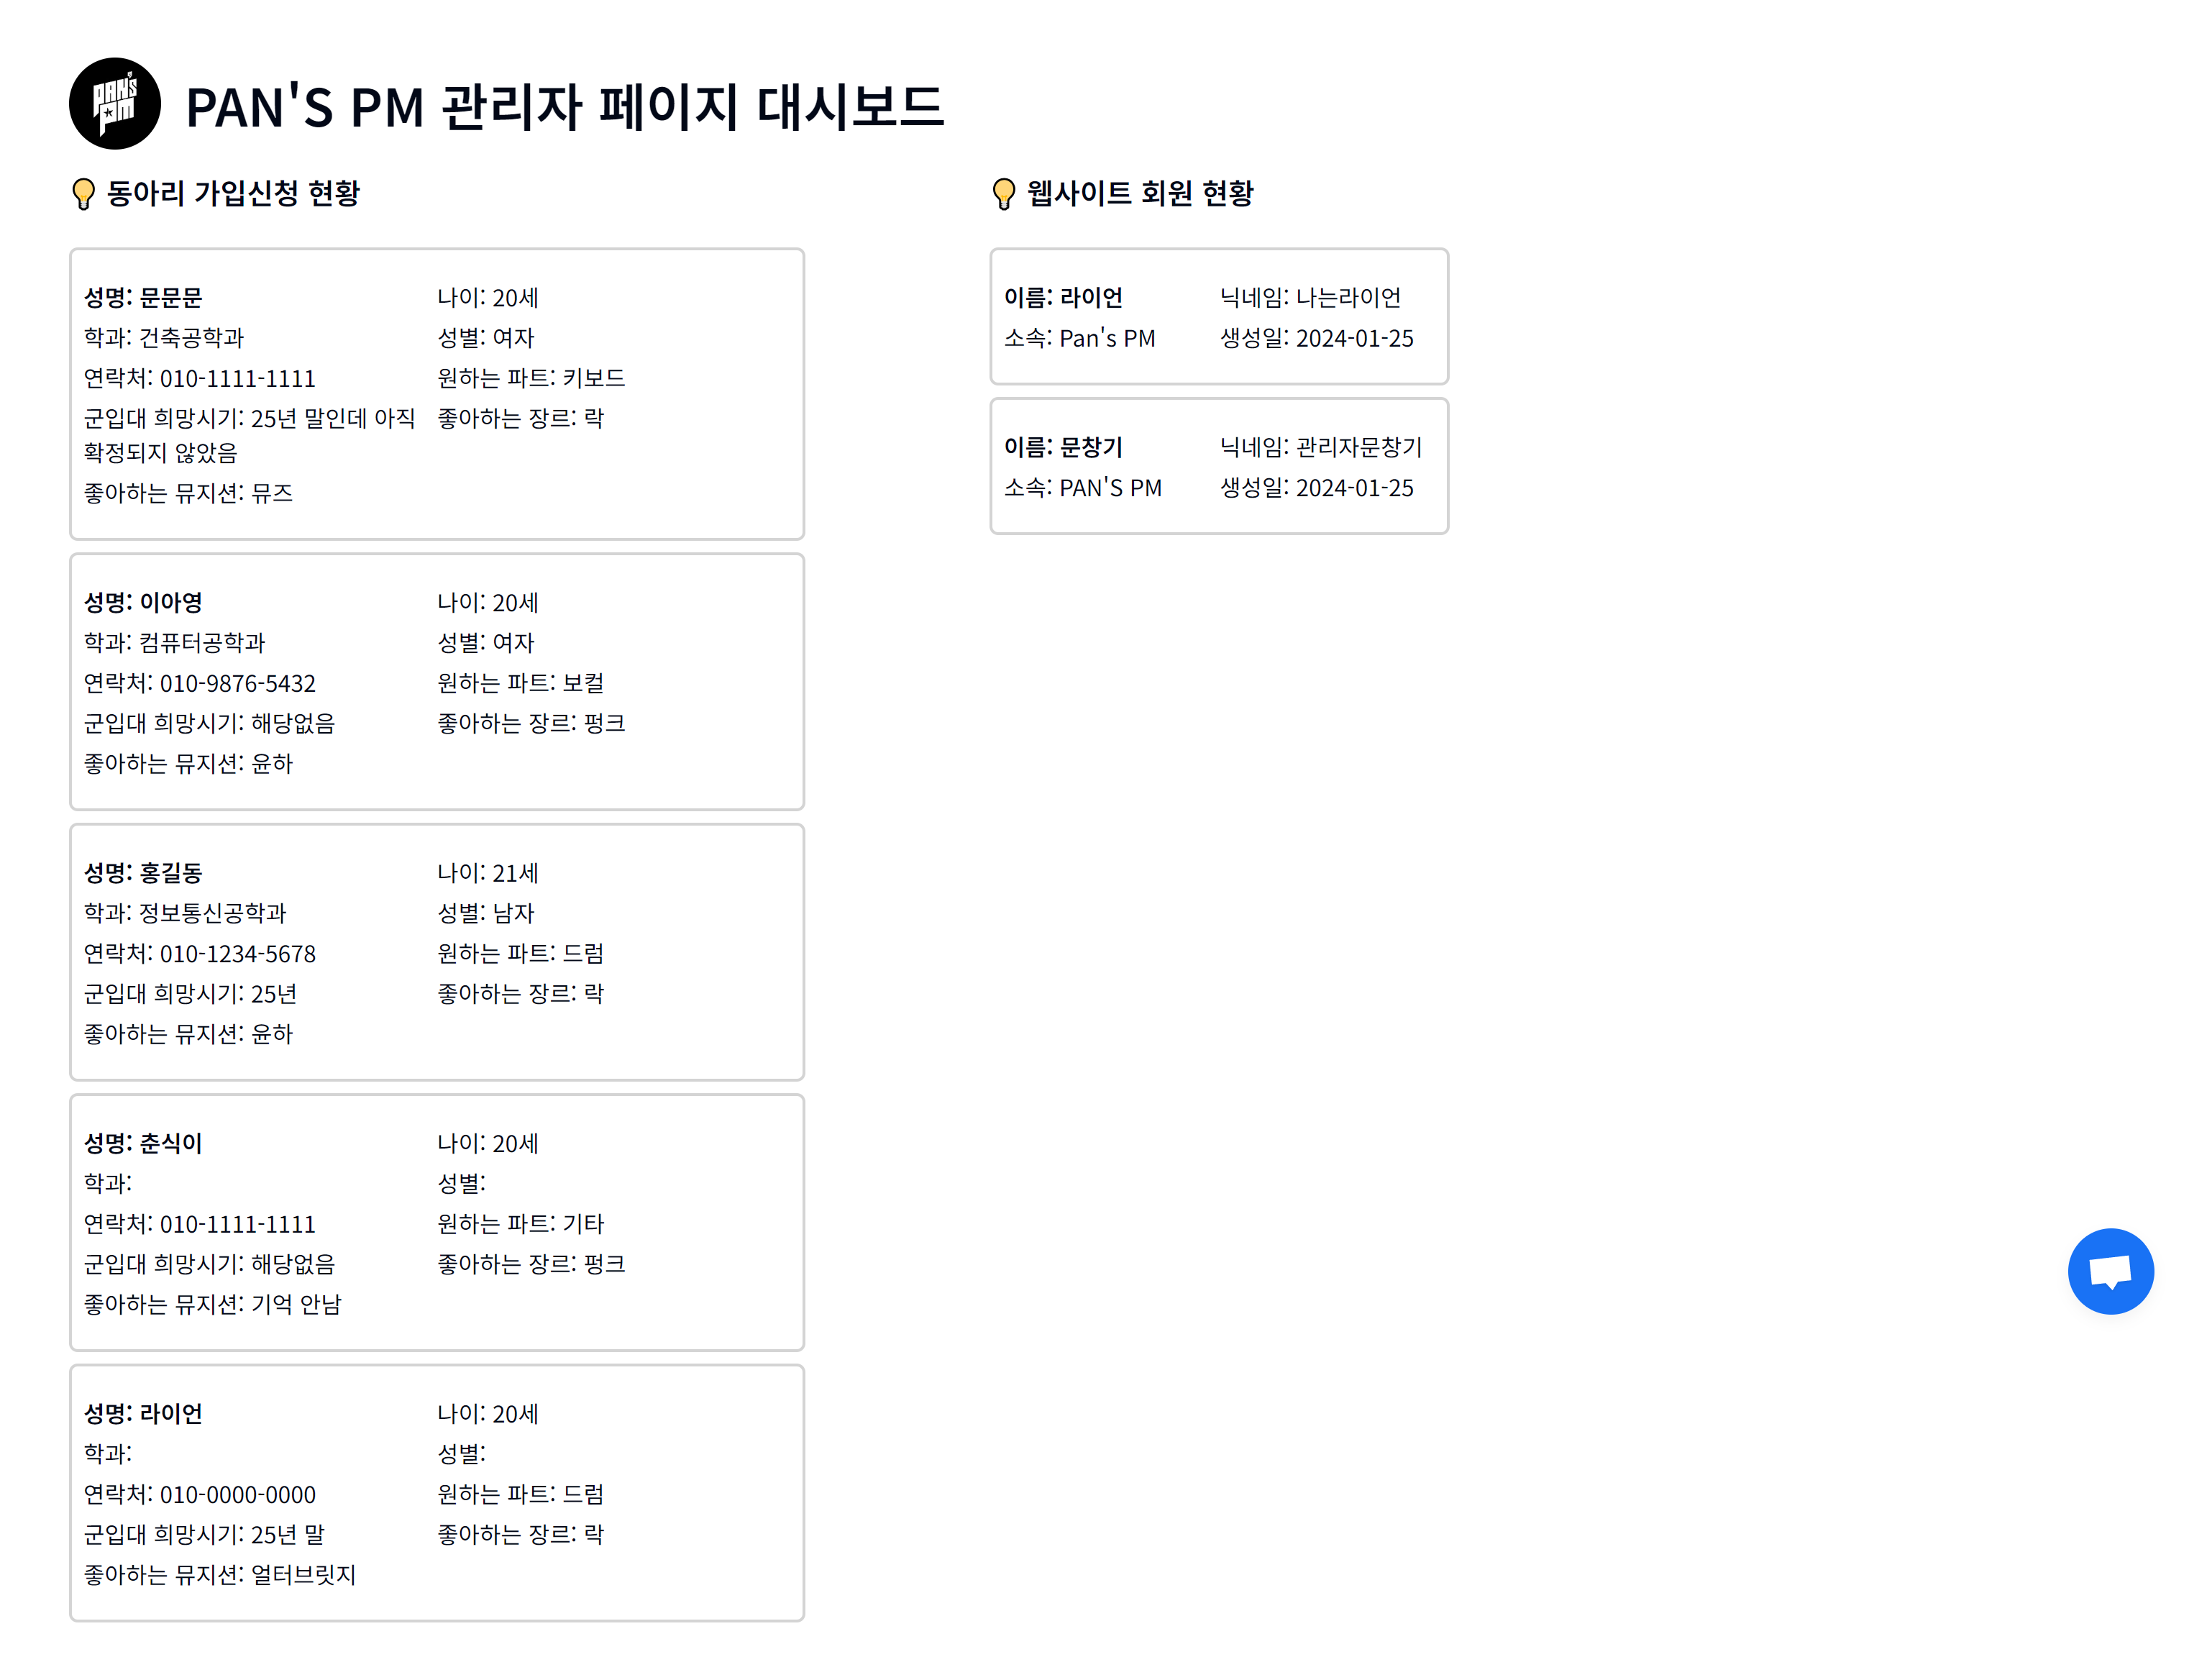 PAN'S PM
PAN'S PM 관리자 페이지 대시보드
동아리 가입신청 현황
성명: 문문문 나이: 20세
학과: 건축공학과 성별: 여자
연락처: 010-1111-1111 원하는 파트: 키보드
군입대 희망시기: 25년 말인데 아직 좋아하는 장르: 락
확정되지 않았음
좋아하는 뮤지션: 뮤즈
성명: 이아영 나이: 20세
학과: 컴퓨터공학과 성별: 여자
연락처: 010-9876-5432 원하는 파트: 보컬
군입대 희망시기: 해당없음 좋아하는 장르: 펑크
좋아하는 뮤지션: 윤하
성명: 홍길동 나이: 21세
학과: 정보통신공학과 성별: 남자
연락처: 010-1234-5678 원하는 파트: 드럼
군입대 희망시기: 25년 좋아하는 장르: 락
좋아하는 뮤지션: 윤하
성명: 춘식이 나이: 20세
학과: 성별:
연락처: 010-1111-1111 원하는 파트: 기타
군입대 희망시기: 해당없음 좋아하는 장르: 펑크
좋아하는 뮤지션: 기억 안남
성명: 라이언 나이: 20세
학과: 성별:
연락처: 010-0000-0000 원하는 파트: 드럼
군입대 희망시기: 25년 말 좋아하는 장르: 락
좋아하는 뮤지션: 얼터브릿지
웹사이트 회원 현황
이름: 라이언 닉네임: 나는라이언
소속: Pan's PM 생성일: 2024-01-25
이름: 문창기 닉네임: 관리자문창기
소속: PAN'S PM 생성일: 2024-01-25